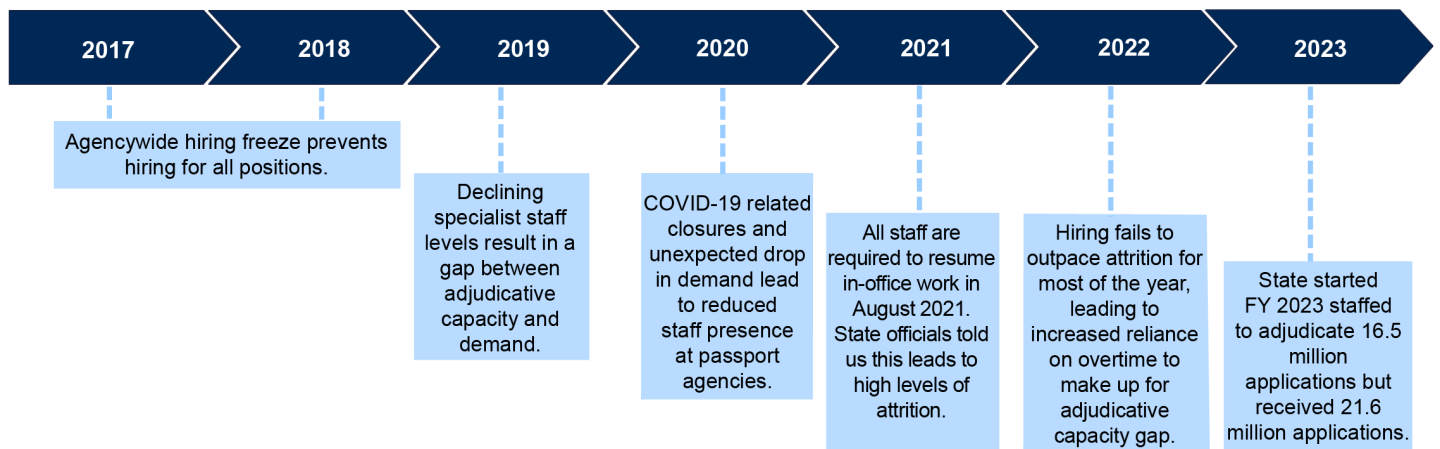 2017
2018
2019
2020
2021
2022
2023
Agencywide hiring freeze prevents
hiring for all positions.
Declining
specialist staff
levels result in a
gap between
adjudicative
capacity and
demand.
COVID-19 related
closures and
unexpected drop
in demand lead
to reduced
staff presence
at passport
agencies.
All staff are
required to resume
in-office work in
August 2021.
State officials told
us this leads to
high levels of
attrition.
Hiring fails to
outpace attrition for
most of the year,
leading to
increased reliance
on overtime to
make up for
adjudicative
capacity gap.
State started
FY 2023 staffed
to adjudicate 16.5
million
applications but
received 21.6
million applications.